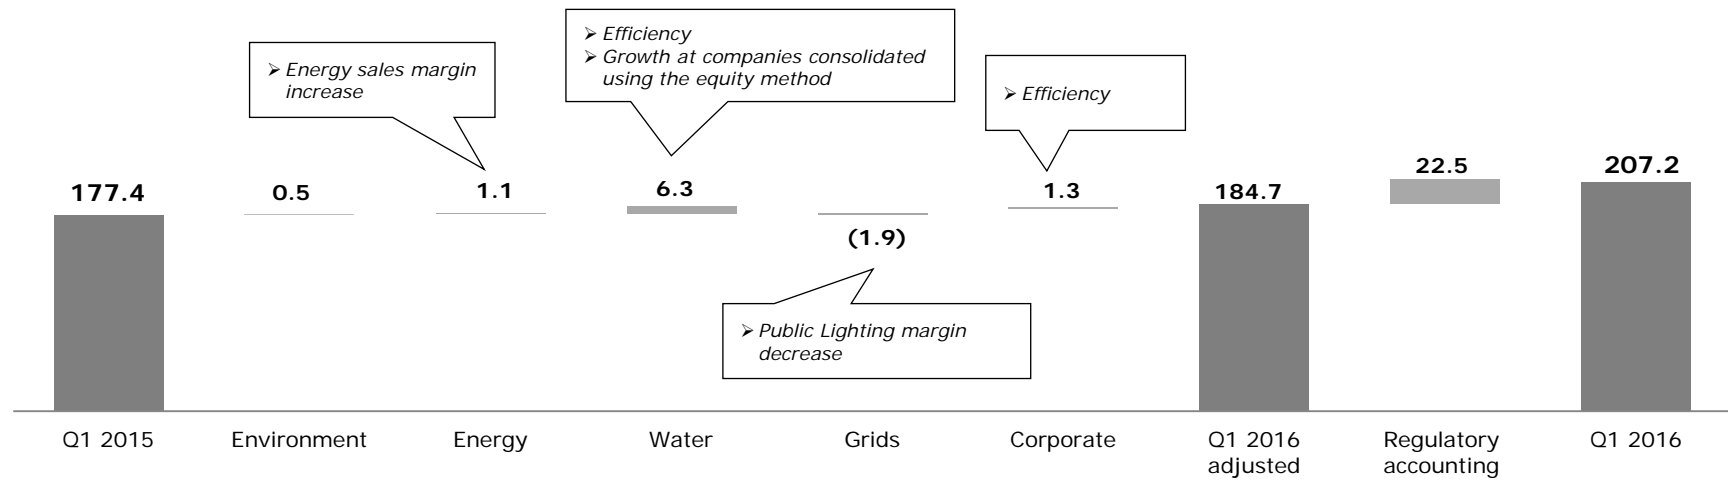 ➢ Efficiency
➢ Growth at companies consolidated
using the equity method
➢ Energy sales margin
increase
➢ Efficiency
177.4
0.5
1.1
6.3
(1.9)
1.3
184.7
22.5
207.2
➢ Public Lighting margin
decrease
Q1 2015
Environment
Energy
Water
Grids
Corporate
Q1 2016
adjusted
Regulatory
accounting
Q1 2016